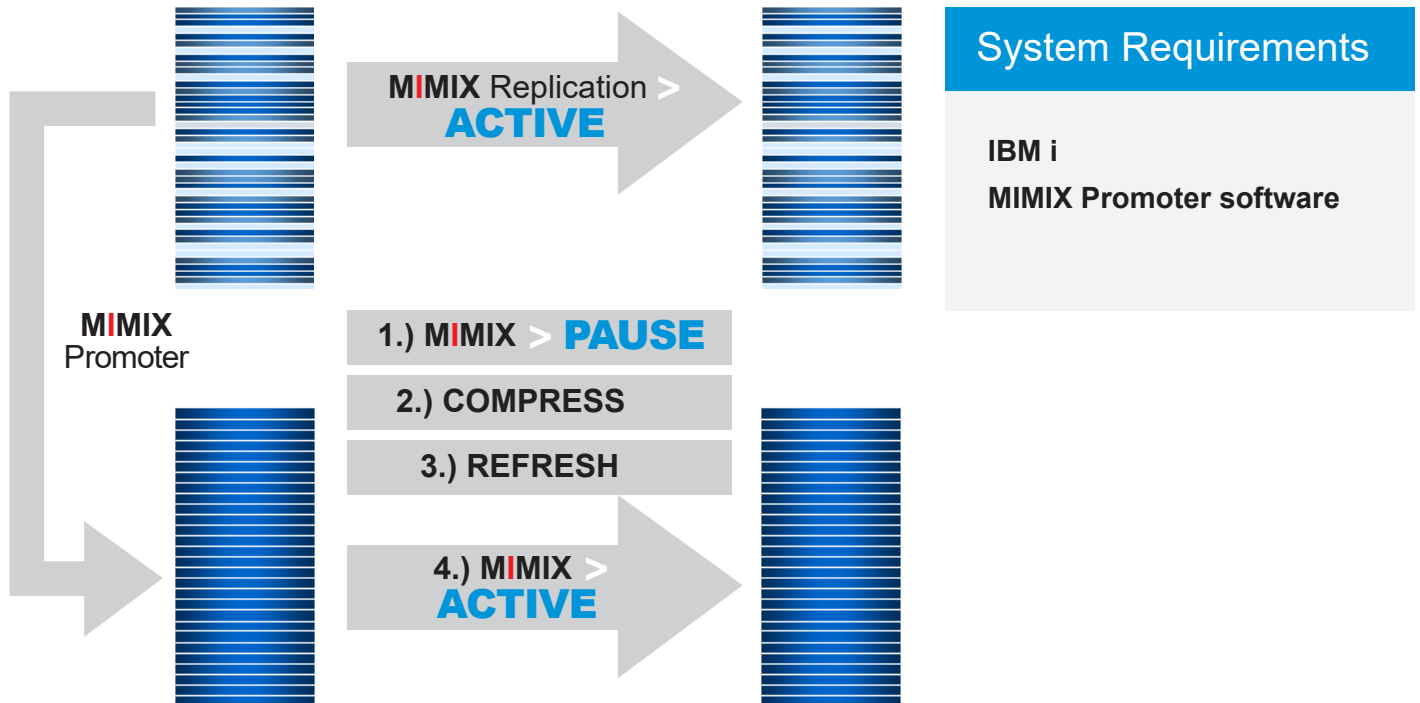 MIMIX Replication >
ACTIVE
System Requirements
IBM i
MIMIX Promoter software
MIMIX
Promoter
1.) MIMIX > PAUSE
2.) COMPRESS
3.) REFRESH
4.) MIMIX >
ACTIVE